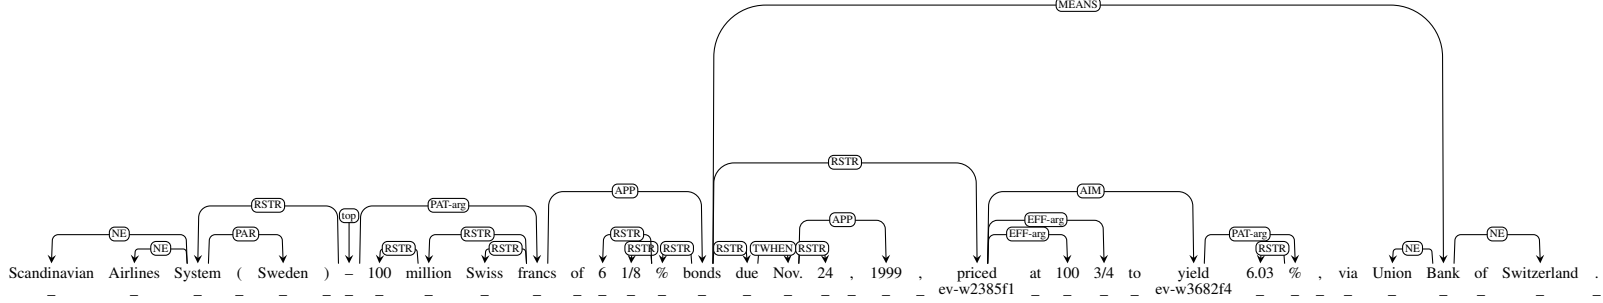 MEANS
RSTR
APP AIM
RSTR PAT-arg
top EFF-arg APP
NE PAR RSTR RSTR EFF-arg PAT-arg NE
NE RSTR RSTR RSTR RSTR RSTR TWHEN RSTR RSTR NE
Scandinavian Airlines System ( Sweden ) – 100 million Swiss francs of 6 1/8 % bonds due Nov. 24 , 1999 , priced at 100 3/4 to yield 6.03 % , via Union Bank of Switzerland .
_ _ _ _ _ _ _ _ _ _ _ _ _ _ _ _ _ _ _ _ _ _ ev-w2385f1 _ _ _ _ ev-w3682f4 _ _ _ _ _ _ _ _ _